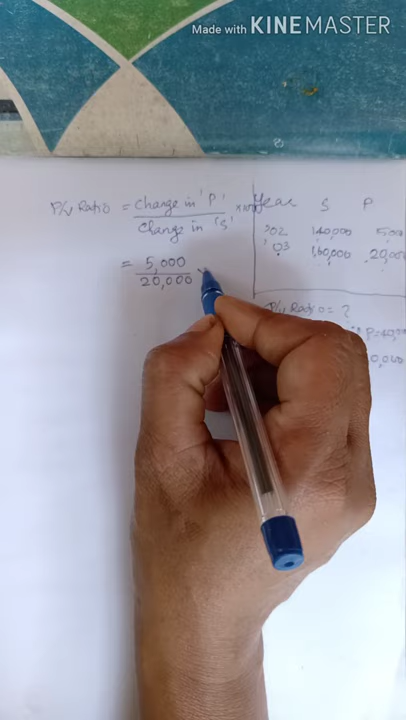 Made with KINEMASTER
P/V Ratio = Change in 'P' / Change in 'S'
= 5,000 / 20,000
Year S P
'02 1,40,000
'03 1,60,000
P/V Ratio = ?